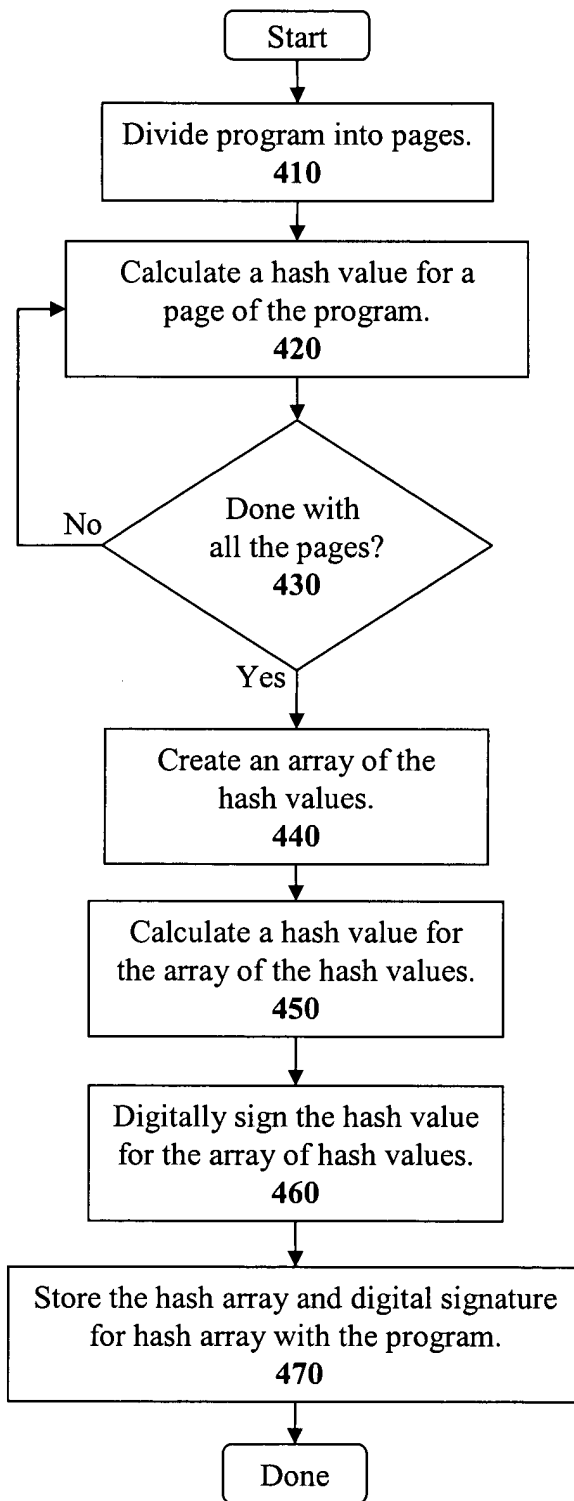 Start
Divide program into pages.
410
Calculate a hash value for a
page of the program.
420
Done with
all the pages?
430
No
Yes
Create an array of the
hash values.
440
Calculate a hash value for
the array of the hash values.
450
Digitally sign the hash value
for the array of hash values.
460
Store the hash array and digital signature
for hash array with the program.
470
Done